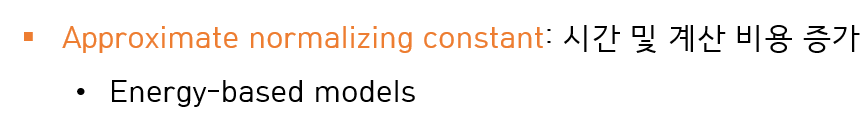 ▪ Approximate normalizing constant: 시간 및 계산 비용 증가
• Energy-based models